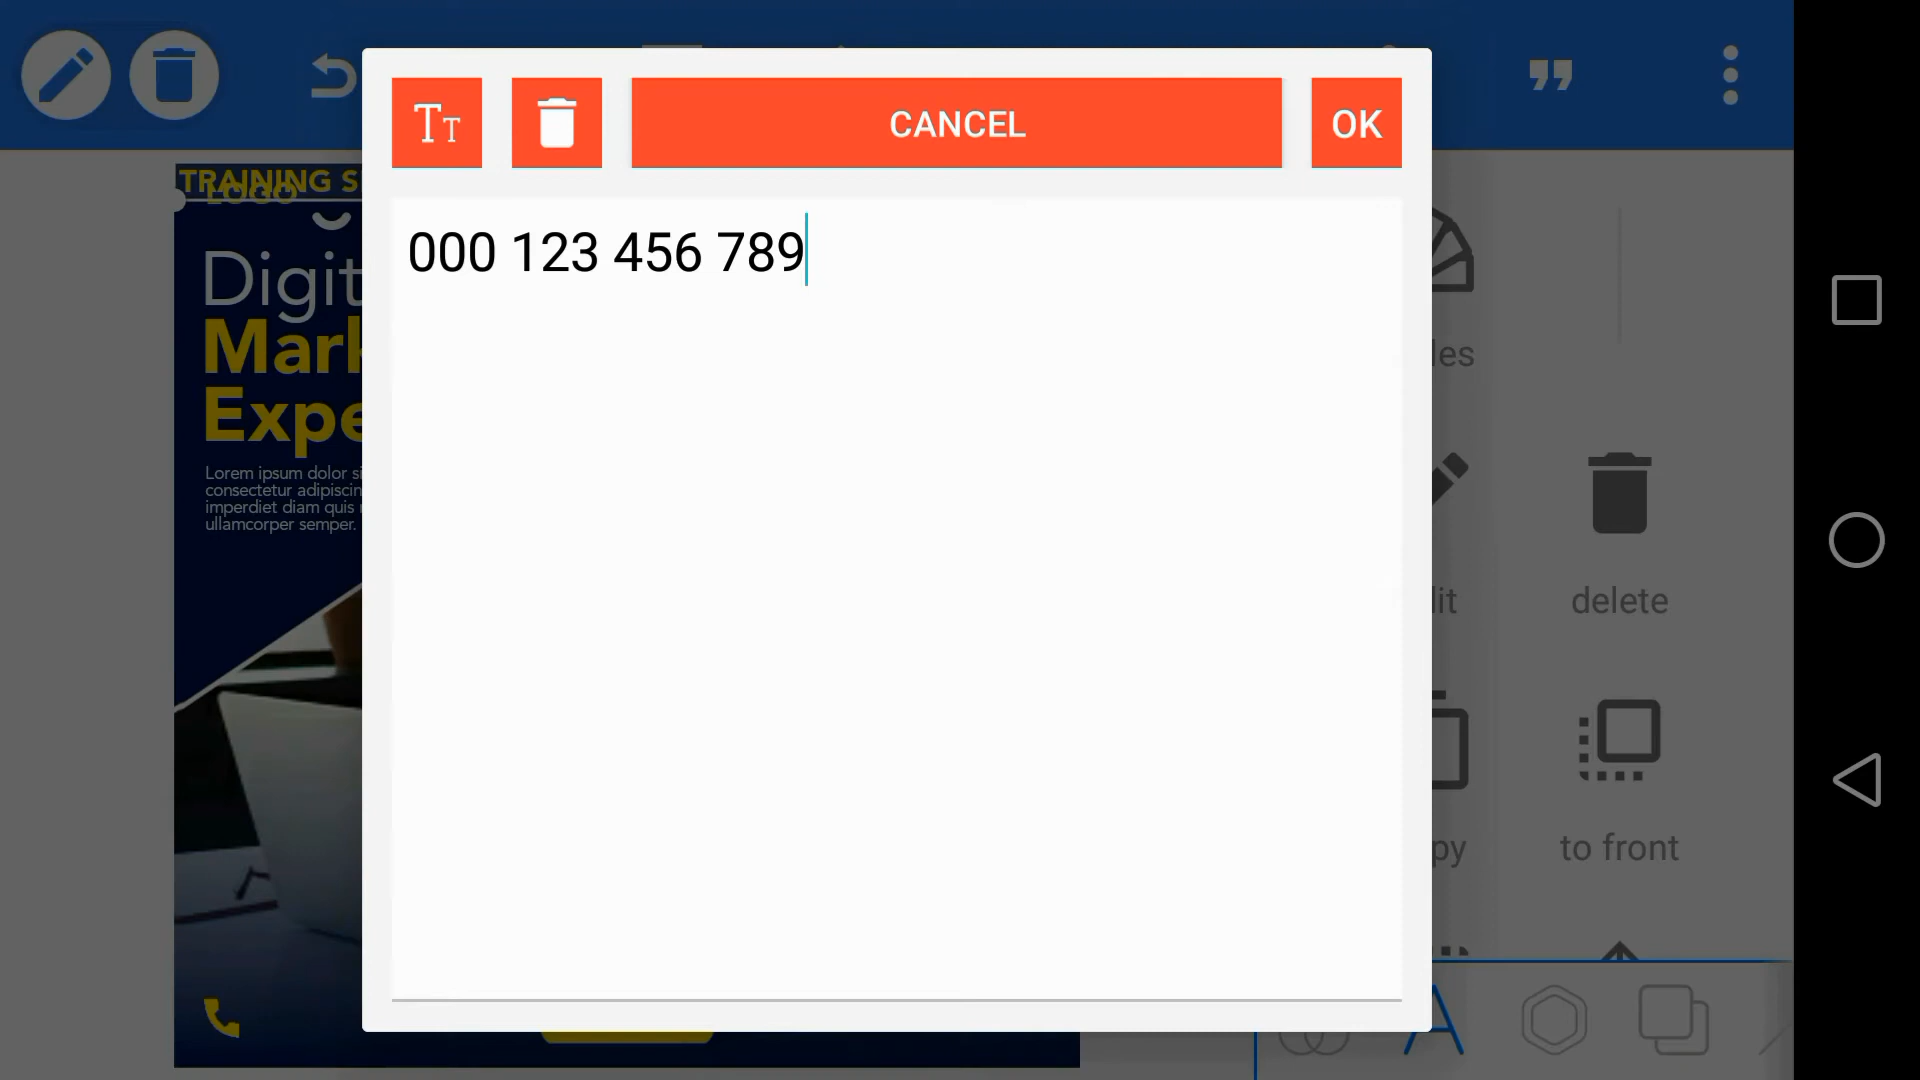 CANCEL
OK
000 123 456 789
TRAINING S
LOGO
Digit
Mark
Expe
Lorem ipsum dolor si
consectetur adipiscin
imperdiet diam quis
ullamcorper semper.
les
lit
delete
py
to front